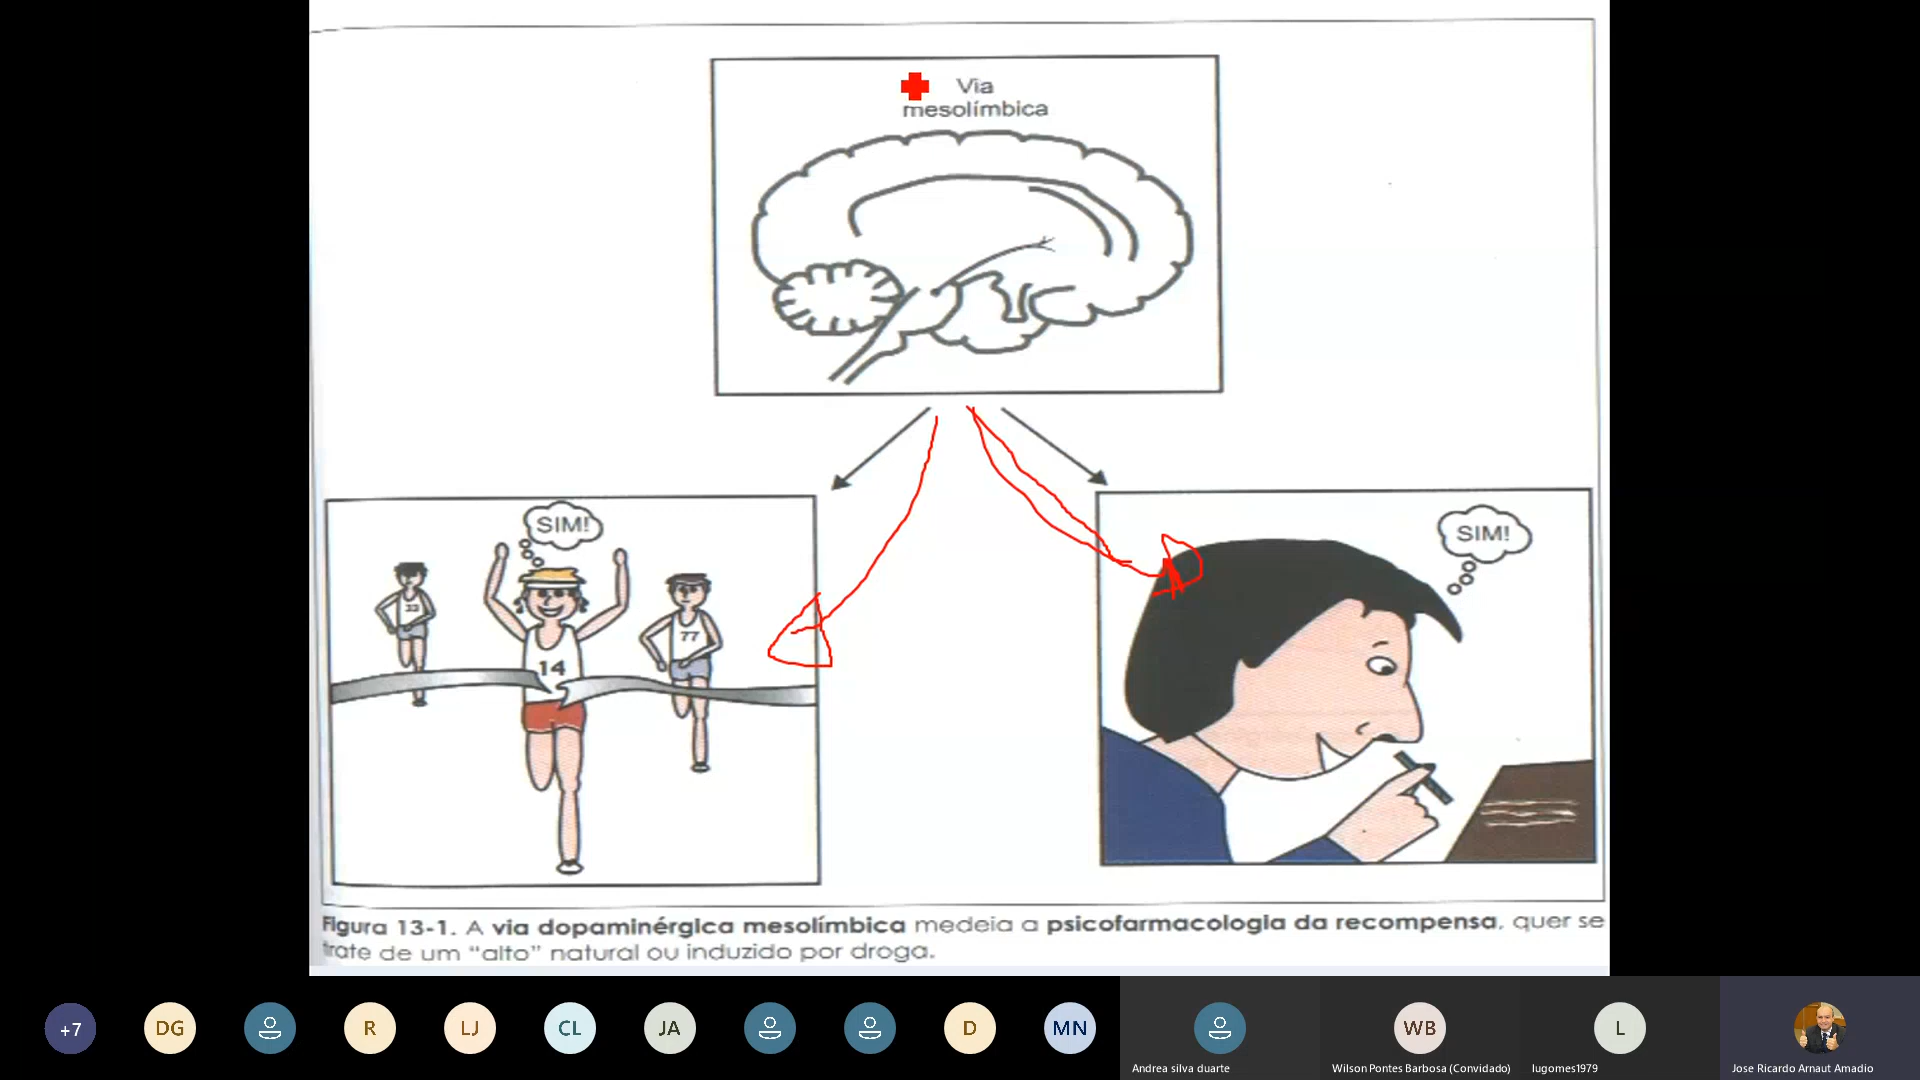 Via
mesolímbica
SIM!
SIM!
33
77
14
Figura 13-1. A via dopaminérgica mesolímbica medeia a psicofarmacologia da recompensa, quer se
trate de um “alto” natural ou induzido por droga.
+7
DG
R
LJ
CL
JA
D
MN
WB
L
Andrea silva duarte
Wilson Pontes Barbosa (Convidado)
lugomes1979
Jose Ricardo Arnaut Amadio